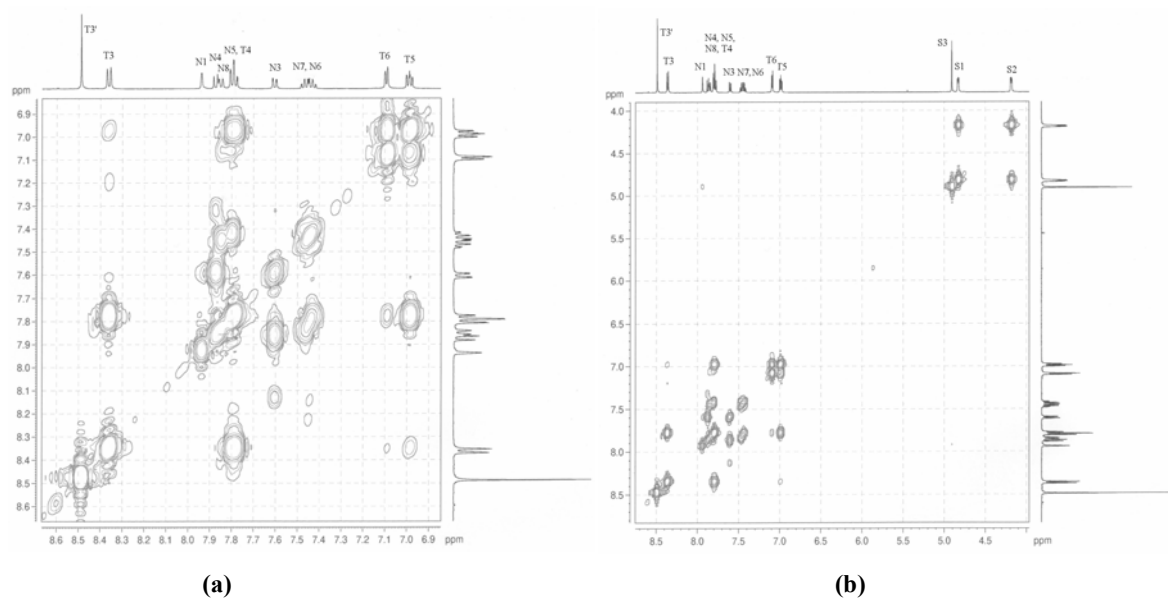 T3'
T3
N1
N4
N8
N5, T4
N3
N7, N6
T6
T5
ppm
6.9
7.0
7.1
7.2
7.3
7.4
7.5
7.6
7.7
7.8
7.9
8.0
8.1
8.2
8.3
8.4
8.5
8.6
8.6 8.5 8.4 8.3 8.2 8.1 8.0 7.9 7.8 7.7 7.6 7.5 7.4 7.3 7.2 7.1 7.0 6.9 ppm
(a)
T3'
T3
N4, N5,
N8, T4
N1
N3
N7, N6
T6
T5
S3
S1
S2
ppm
4.0
4.5
5.0
5.5
6.0
6.5
7.0
7.5
8.0
8.5
8.5 8.0 7.5 7.0 6.5 6.0 5.5 5.0 4.5 ppm
(b)